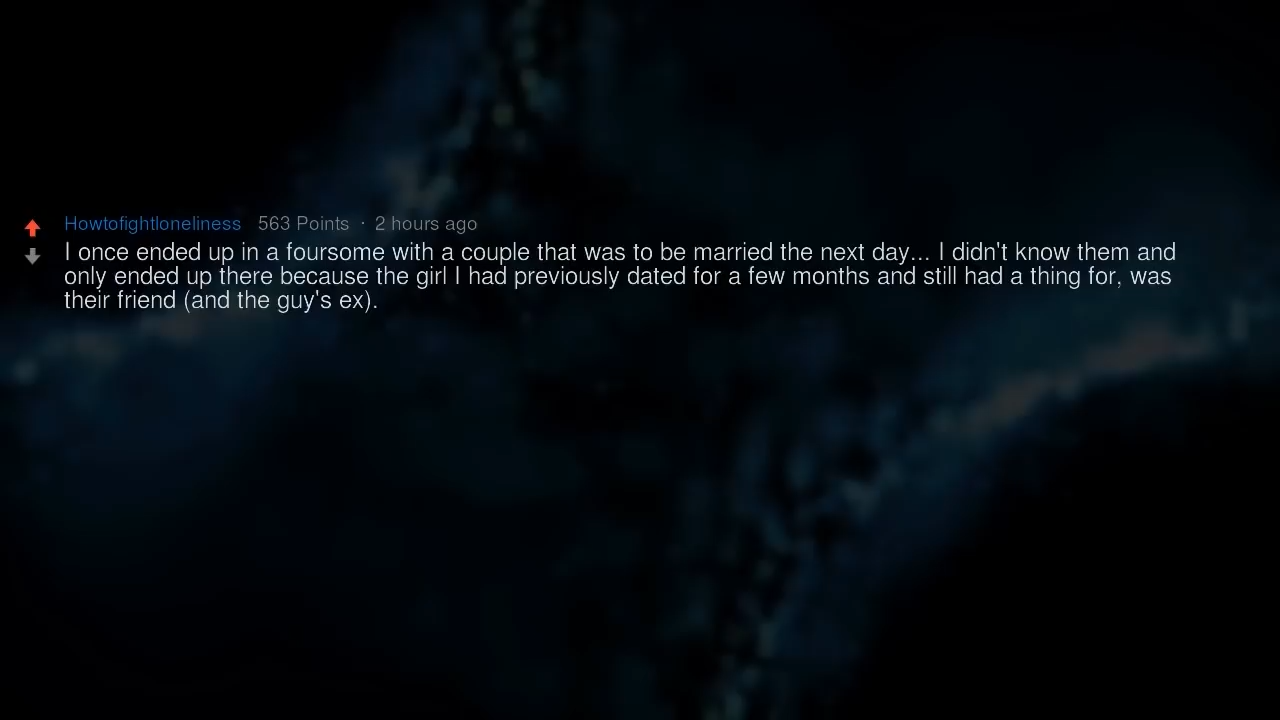 Howtofightloneliness 563 Points · 2 hours ago
I once ended up in a foursome with a couple that was to be married the next day... I didn't know them and
only ended up there because the girl I had previously dated for a few months and still had a thing for, was
their friend (and the guy's ex).